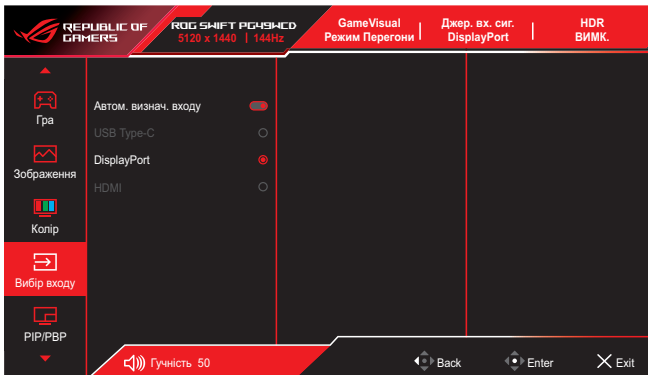 REPUBLIC OF
GAMERS
ROG SWIFT PG49WCD
5120 x 1440 | 144Hz
GameVisual
Режим Перегони
Джер. вх. сиг.
DisplayPort
HDR
ВИМК.
Гра
Зображення
Колір
Вибір входу
PIP/PBP
Автом. визнач. входу
USB Type-C
DisplayPort
HDMI
Гучність 50
Back
Enter
Exit